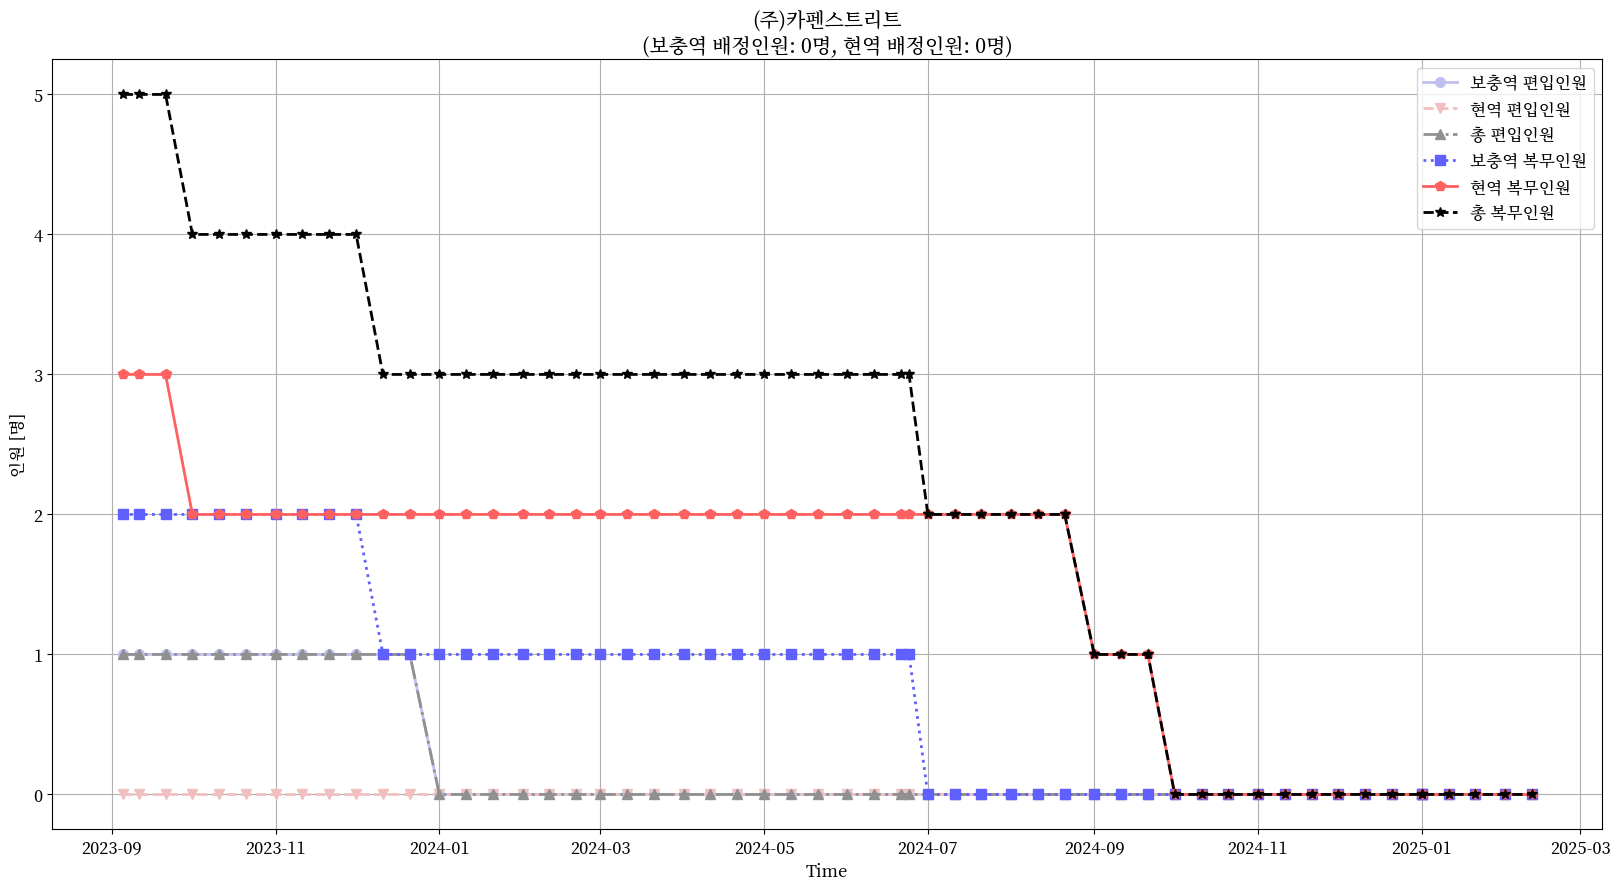 (주)카펜스트리트
(보충역 배정인원: 0명, 현역 배정인원: 0명)
보충역 편입인원
현역 편입인원
총 편입인원
보충역 복무인원
현역 복무인원
총 복무인원
인원 [명]
5
4
3
2
1
0
2023-09
2023-11
2024-01
2024-03
2024-05
2024-07
2024-09
2024-11
2025-01
2025-03
Time